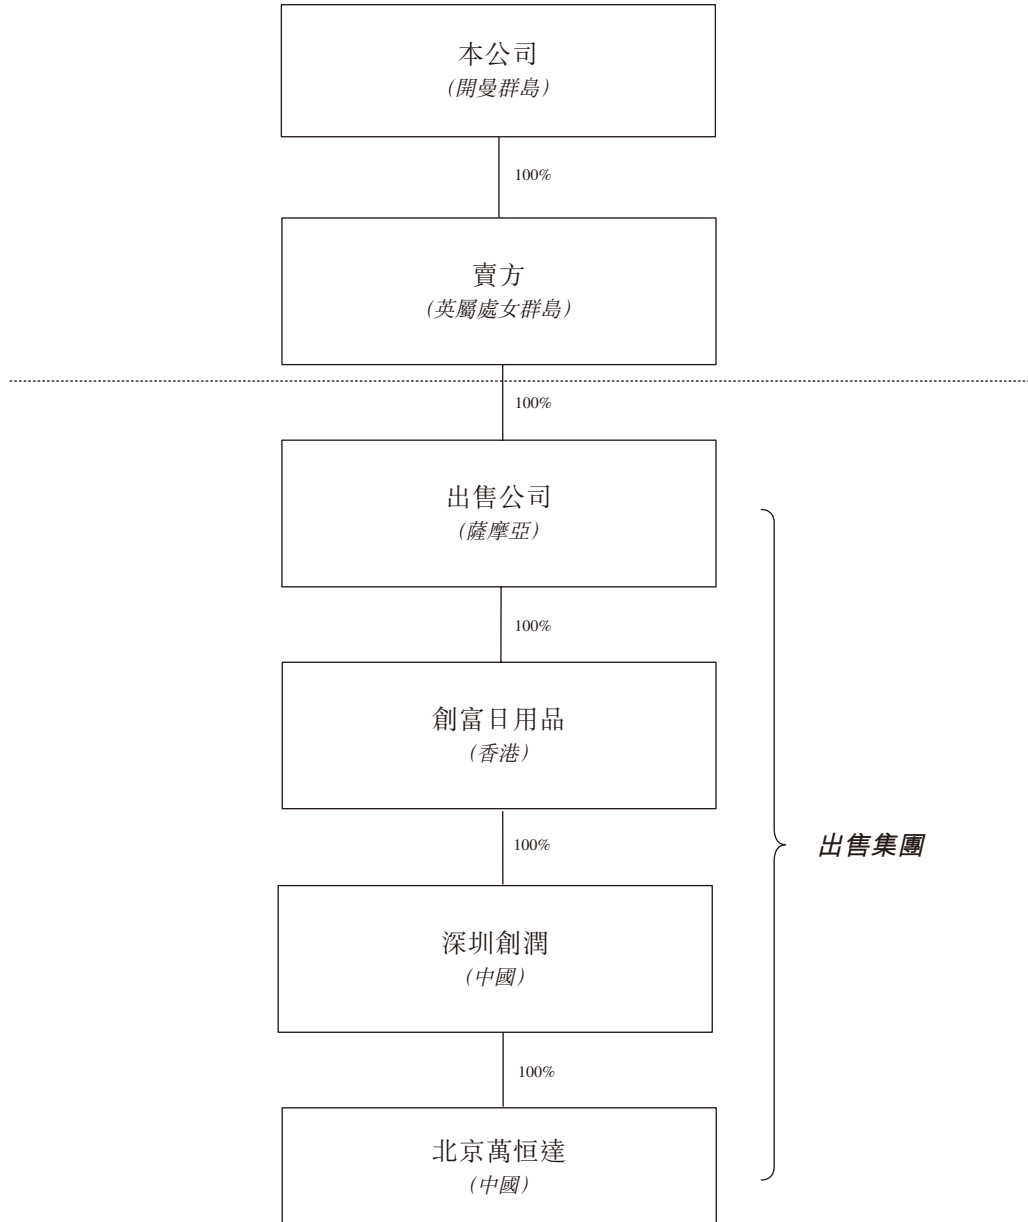 本公司
(開曼群島)
100%
賣方
(英屬處女群島)
100%
出售公司
(薩摩亞)
100%
創富日用品
(香港)
100%
出售集團
深圳創潤
(中國)
100%
北京萬恒達
(中國)